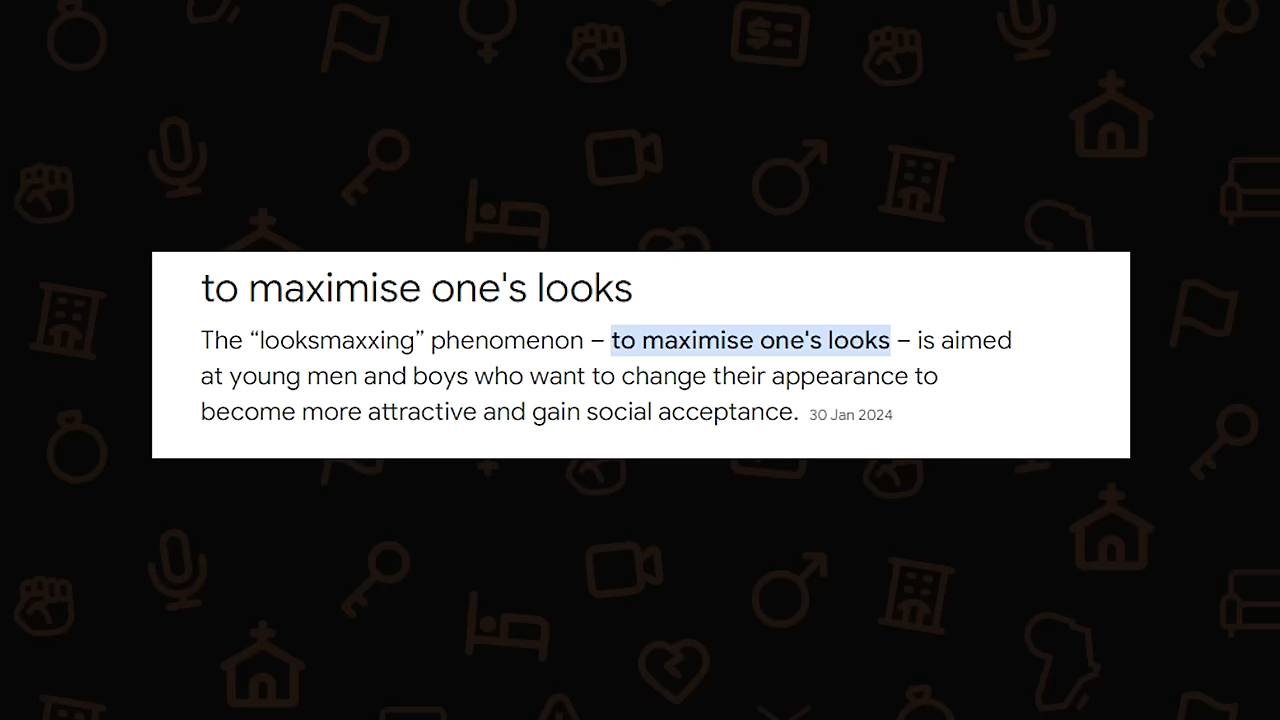 to maximise one's looks
The “looksmaxxing” phenomenon – to maximise one's looks – is aimed
at young men and boys who want to change their appearance to
become more attractive and gain social acceptance. 30 Jan 2024